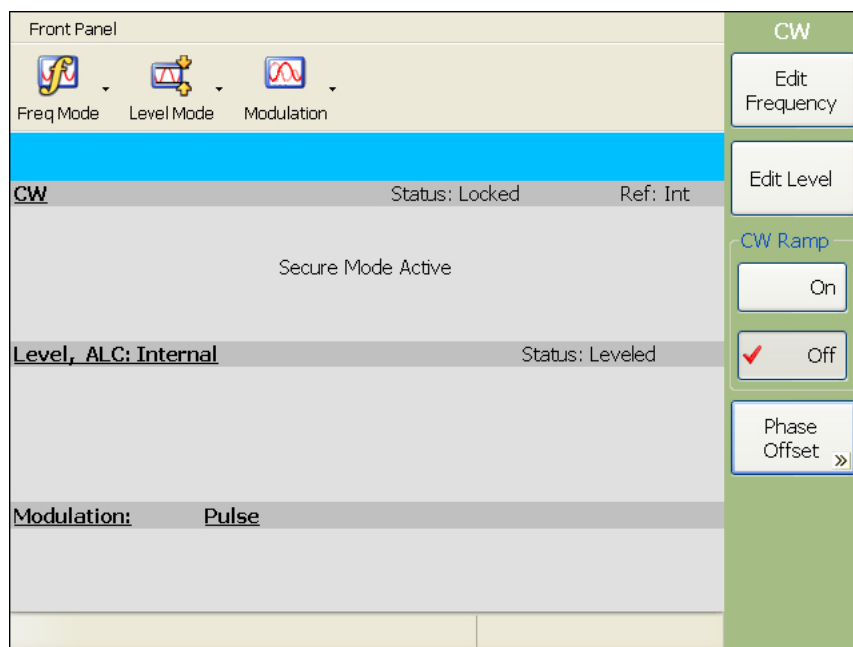 Front Panel
Freq Mode
Level Mode
Modulation
CW Status: Locked Ref: Int
Secure Mode Active
Level, ALC: Internal Status: Leveled
Modulation: Pulse
CW
Edit
Frequency
Edit Level
CW Ramp
On
Off
Phase
Offset »